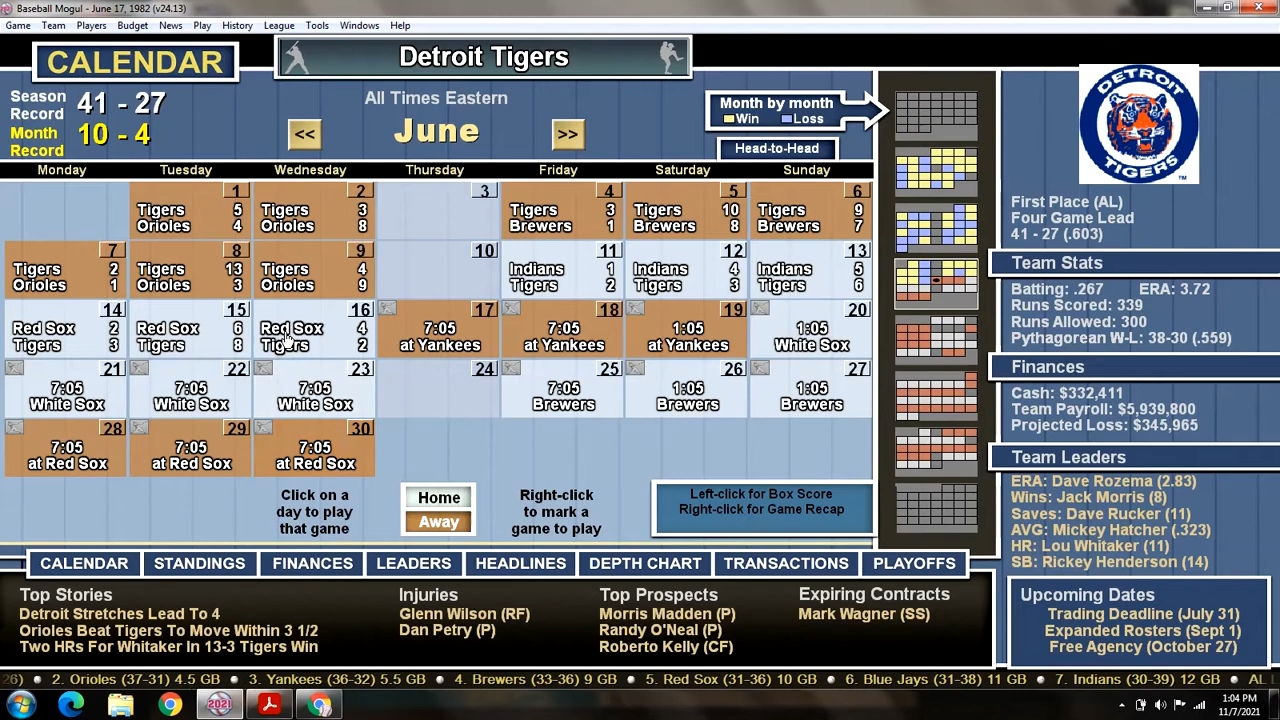 Baseball Mogul - June 17, 1982 (v24.13)
Game Team Players Budget News Play History League Tools Windows Help
CALENDAR
Detroit Tigers
Season Record 41 - 27
Month Record 10 - 4
All Times Eastern
<< June >>
Month by month
Win Loss
Head-to-Head
Monday Tuesday Wednesday Thursday Friday Saturday Sunday
1 2 3 4 5 6
Tigers 5 Tigers 3 Tigers 3 Tigers 10 Tigers 9
Orioles 4 Orioles 8 Brewers 1 Brewers 8 Brewers 7
7 8 9 10 11 12 13
Tigers 2 Tigers 13 Tigers 4 Indians 1 Indians 4 Indians 5
Orioles 1 Orioles 3 Orioles 9 Tigers 2 Tigers 3 Tigers 6
14 15 16 17 18 19 20
Red Sox 2 Red Sox 6 Red Sox 4 7:05 7:05 1:05 1:05
Tigers 3 Tigers 8 Tigers 2 at Yankees at Yankees at Yankees White Sox
21 22 23 24 25 26 27
7:05 7:05 7:05 7:05 1:05 1:05
White Sox White Sox White Sox Brewers Brewers Brewers
28 29 30
7:05 7:05 7:05
at Red Sox at Red Sox at Red Sox
Click on a
day to play
that game
Home
Away
Right-click
to mark a
game to play
Left-click for Box Score
Right-click for Game Recap
DETROIT
TIGERS
TM
First Place (AL)
Four Game Lead
41 - 27 (.603)
Team Stats
Batting: .267 ERA: 3.72
Runs Scored: 339
Runs Allowed: 300
Pythagorean W-L: 38-30 (.559)
Finances
Cash: $332,411
Team Payroll: $5,939,800
Projected Loss: $345,965
Team Leaders
ERA: Dave Rozema (2.83)
Wins: Jack Morris (8)
Saves: Dave Rucker (11)
AVG: Mickey Hatcher (.323)
HR: Lou Whitaker (11)
SB: Rickey Henderson (14)
CALENDAR STANDINGS FINANCES LEADERS HEADLINES DEPTH CHART TRANSACTIONS PLAYOFFS
Top Stories
Detroit Stretches Lead To 4
Orioles Beat Tigers To Move Within 3 1/2
Two HRs For Whitaker In 13-3 Tigers Win
Injuries
Glenn Wilson (RF)
Dan Petry (P)
Top Prospects
Morris Madden (P)
Randy O'Neal (P)
Roberto Kelly (CF)
Expiring Contracts
Mark Wagner (SS)
Upcoming Dates
Trading Deadline (July 31)
Expanded Rosters (Sept 1)
Free Agency (October 27)
26) • 2. Orioles (37-31) 4.5 GB • 3. Yankees (36-32) 5.5 GB • 4. Brewers (33-36) 9 GB • 5. Red Sox (31-36) 10 GB • 6. Blue Jays (31-38) 11 GB • 7. Indians (30-39) 12 GB • AL
2021
1:04 PM
11/7/2021